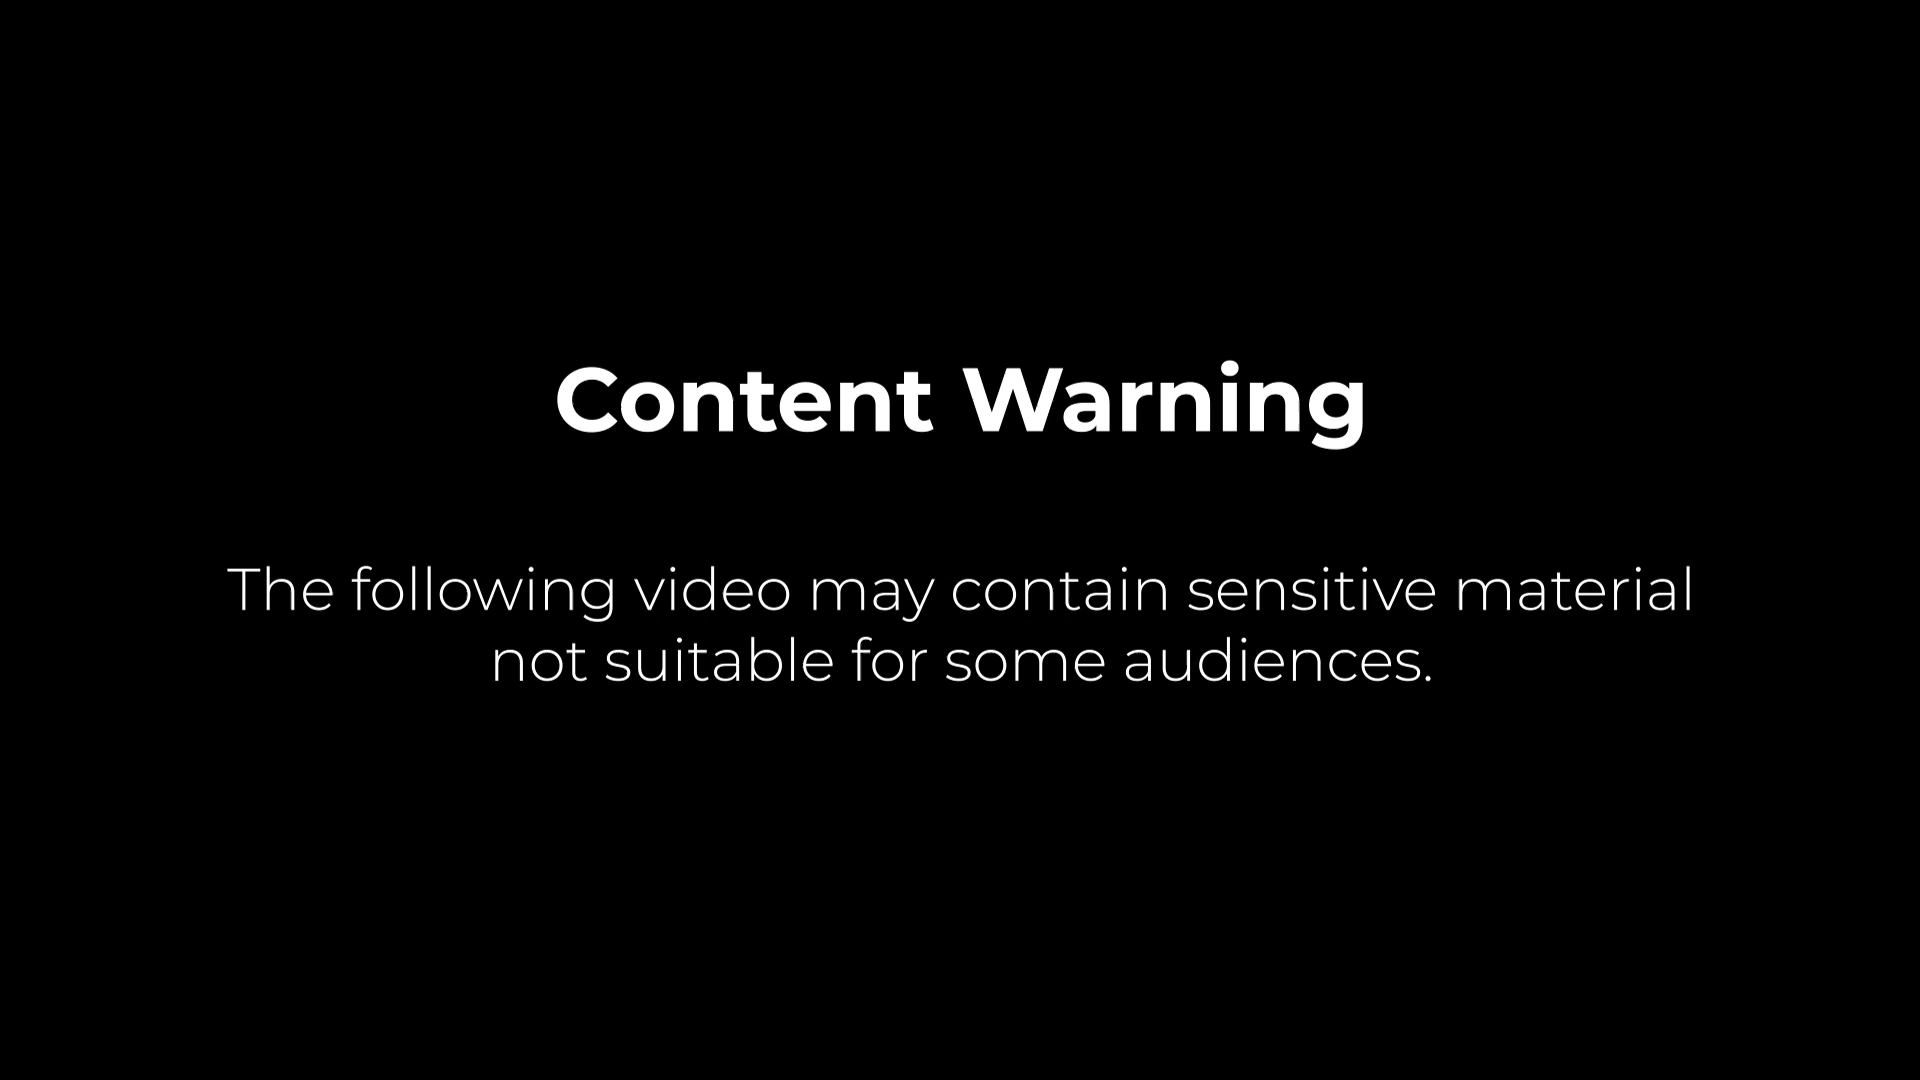 Content Warning
The following video may contain sensitive material
not suitable for some audiences.